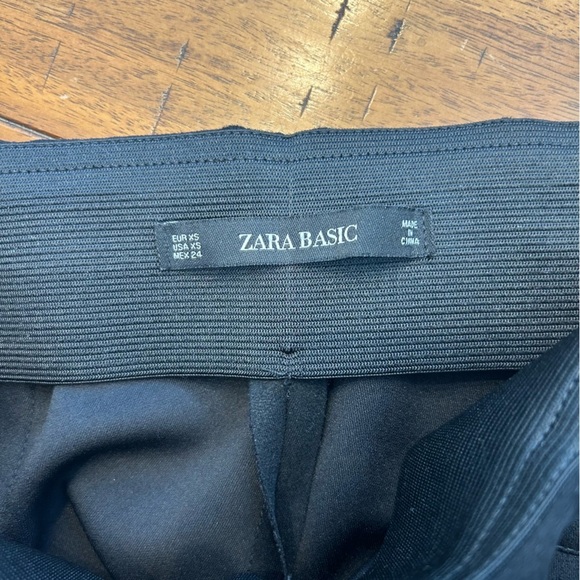 EUR XS
USA XS
MEX 24
ZARA BASIC
MADE
IN
CHINA